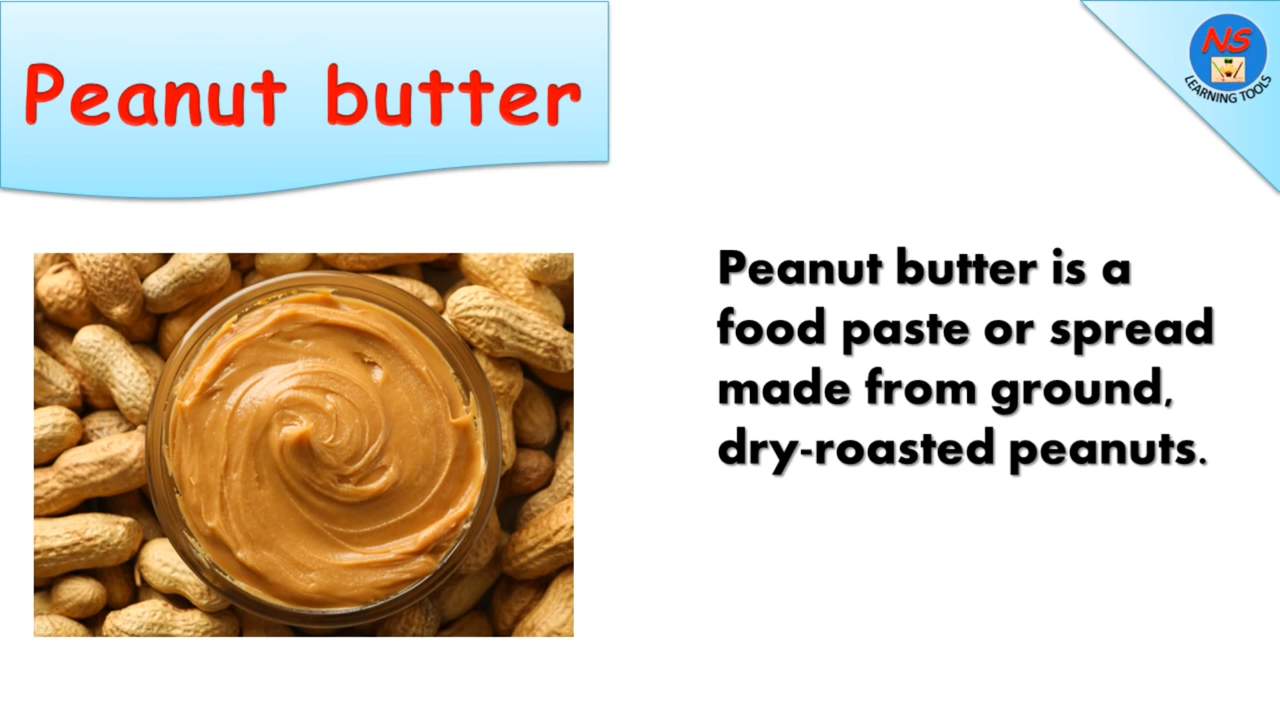 Peanut butter
NS
LEARNING TOOLS
Peanut butter is a
food paste or spread
made from ground,
dry-roasted peanuts.